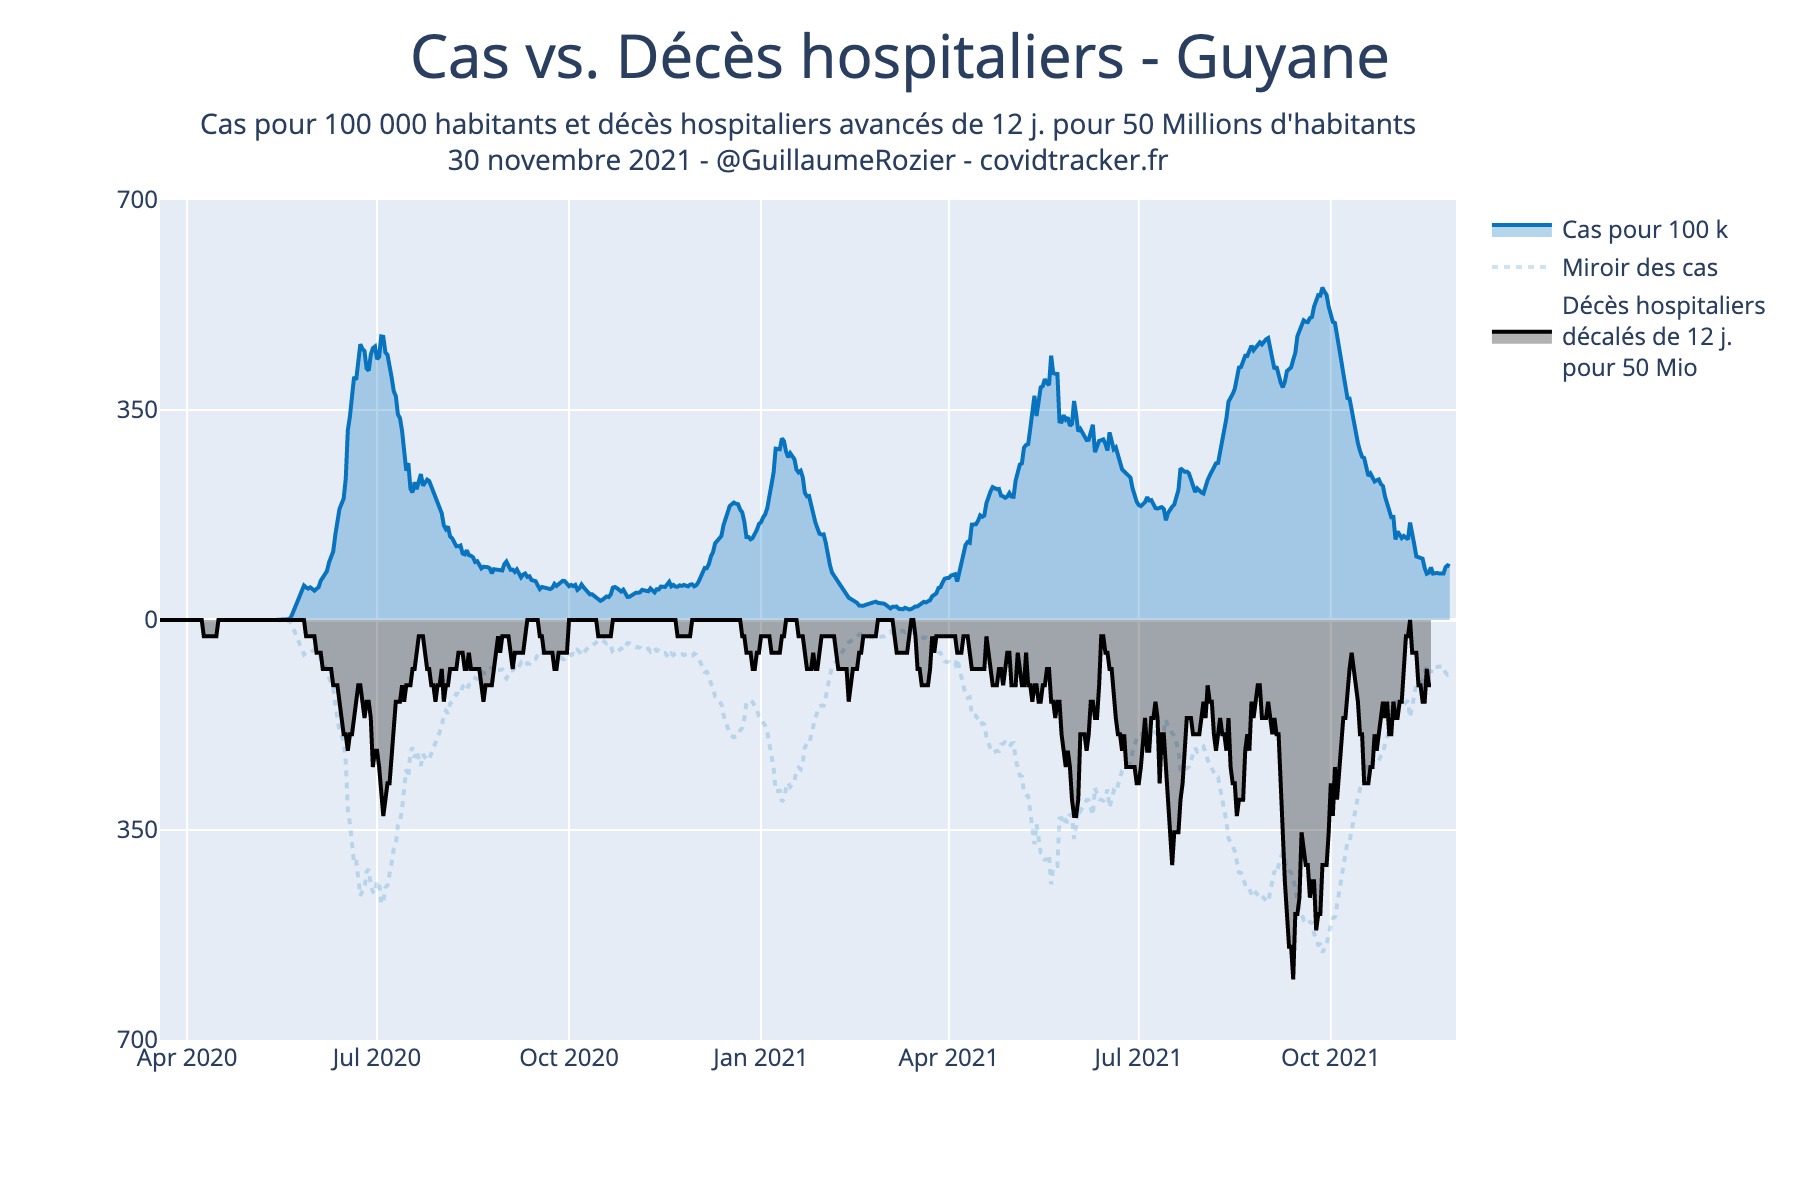 Cas vs. Décès hospitaliers - Guyane
Cas pour 100 000 habitants et décès hospitaliers avancés de 12 j. pour 50 Millions d'habitants
30 novembre 2021 - @GuillaumeRozier - covidtracker.fr
700
350
0
350
700
Apr 2020
Jul 2020
Oct 2020
Jan 2021
Apr 2021
Jul 2021
Oct 2021
Cas pour 100 k
Miroir des cas
Décès hospitaliers
décalés de 12 j.
pour 50 Mio